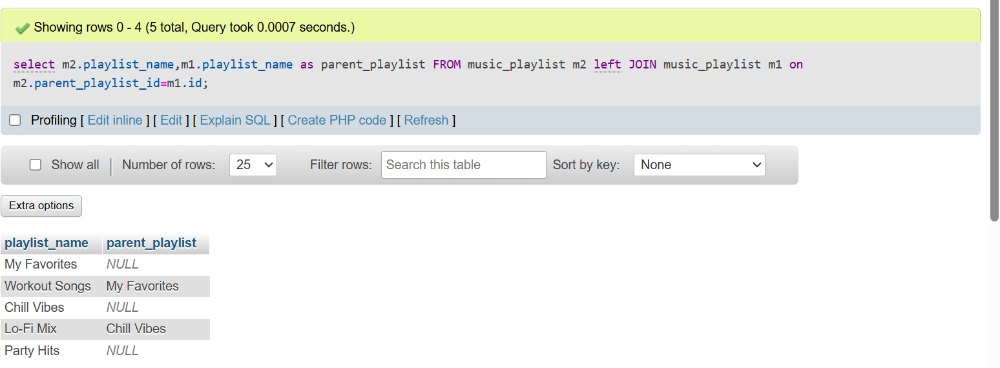 Showing rows 0 - 4 (5 total, Query took 0.0007 seconds.)
select m2.playlist_name,m1.playlist_name as parent_playlist FROM music_playlist m2 left JOIN music_playlist m1 on
m2.parent_playlist_id=m1.id;
Profiling [ Edit inline ] [ Edit ] [ Explain SQL ] [ Create PHP code ] [ Refresh ]
Show all Number of rows: 25 Filter rows: Search this table Sort by key: None
Extra options
playlist_name parent_playlist
My Favorites NULL
Workout Songs My Favorites
Chill Vibes NULL
Lo-Fi Mix Chill Vibes
Party Hits NULL